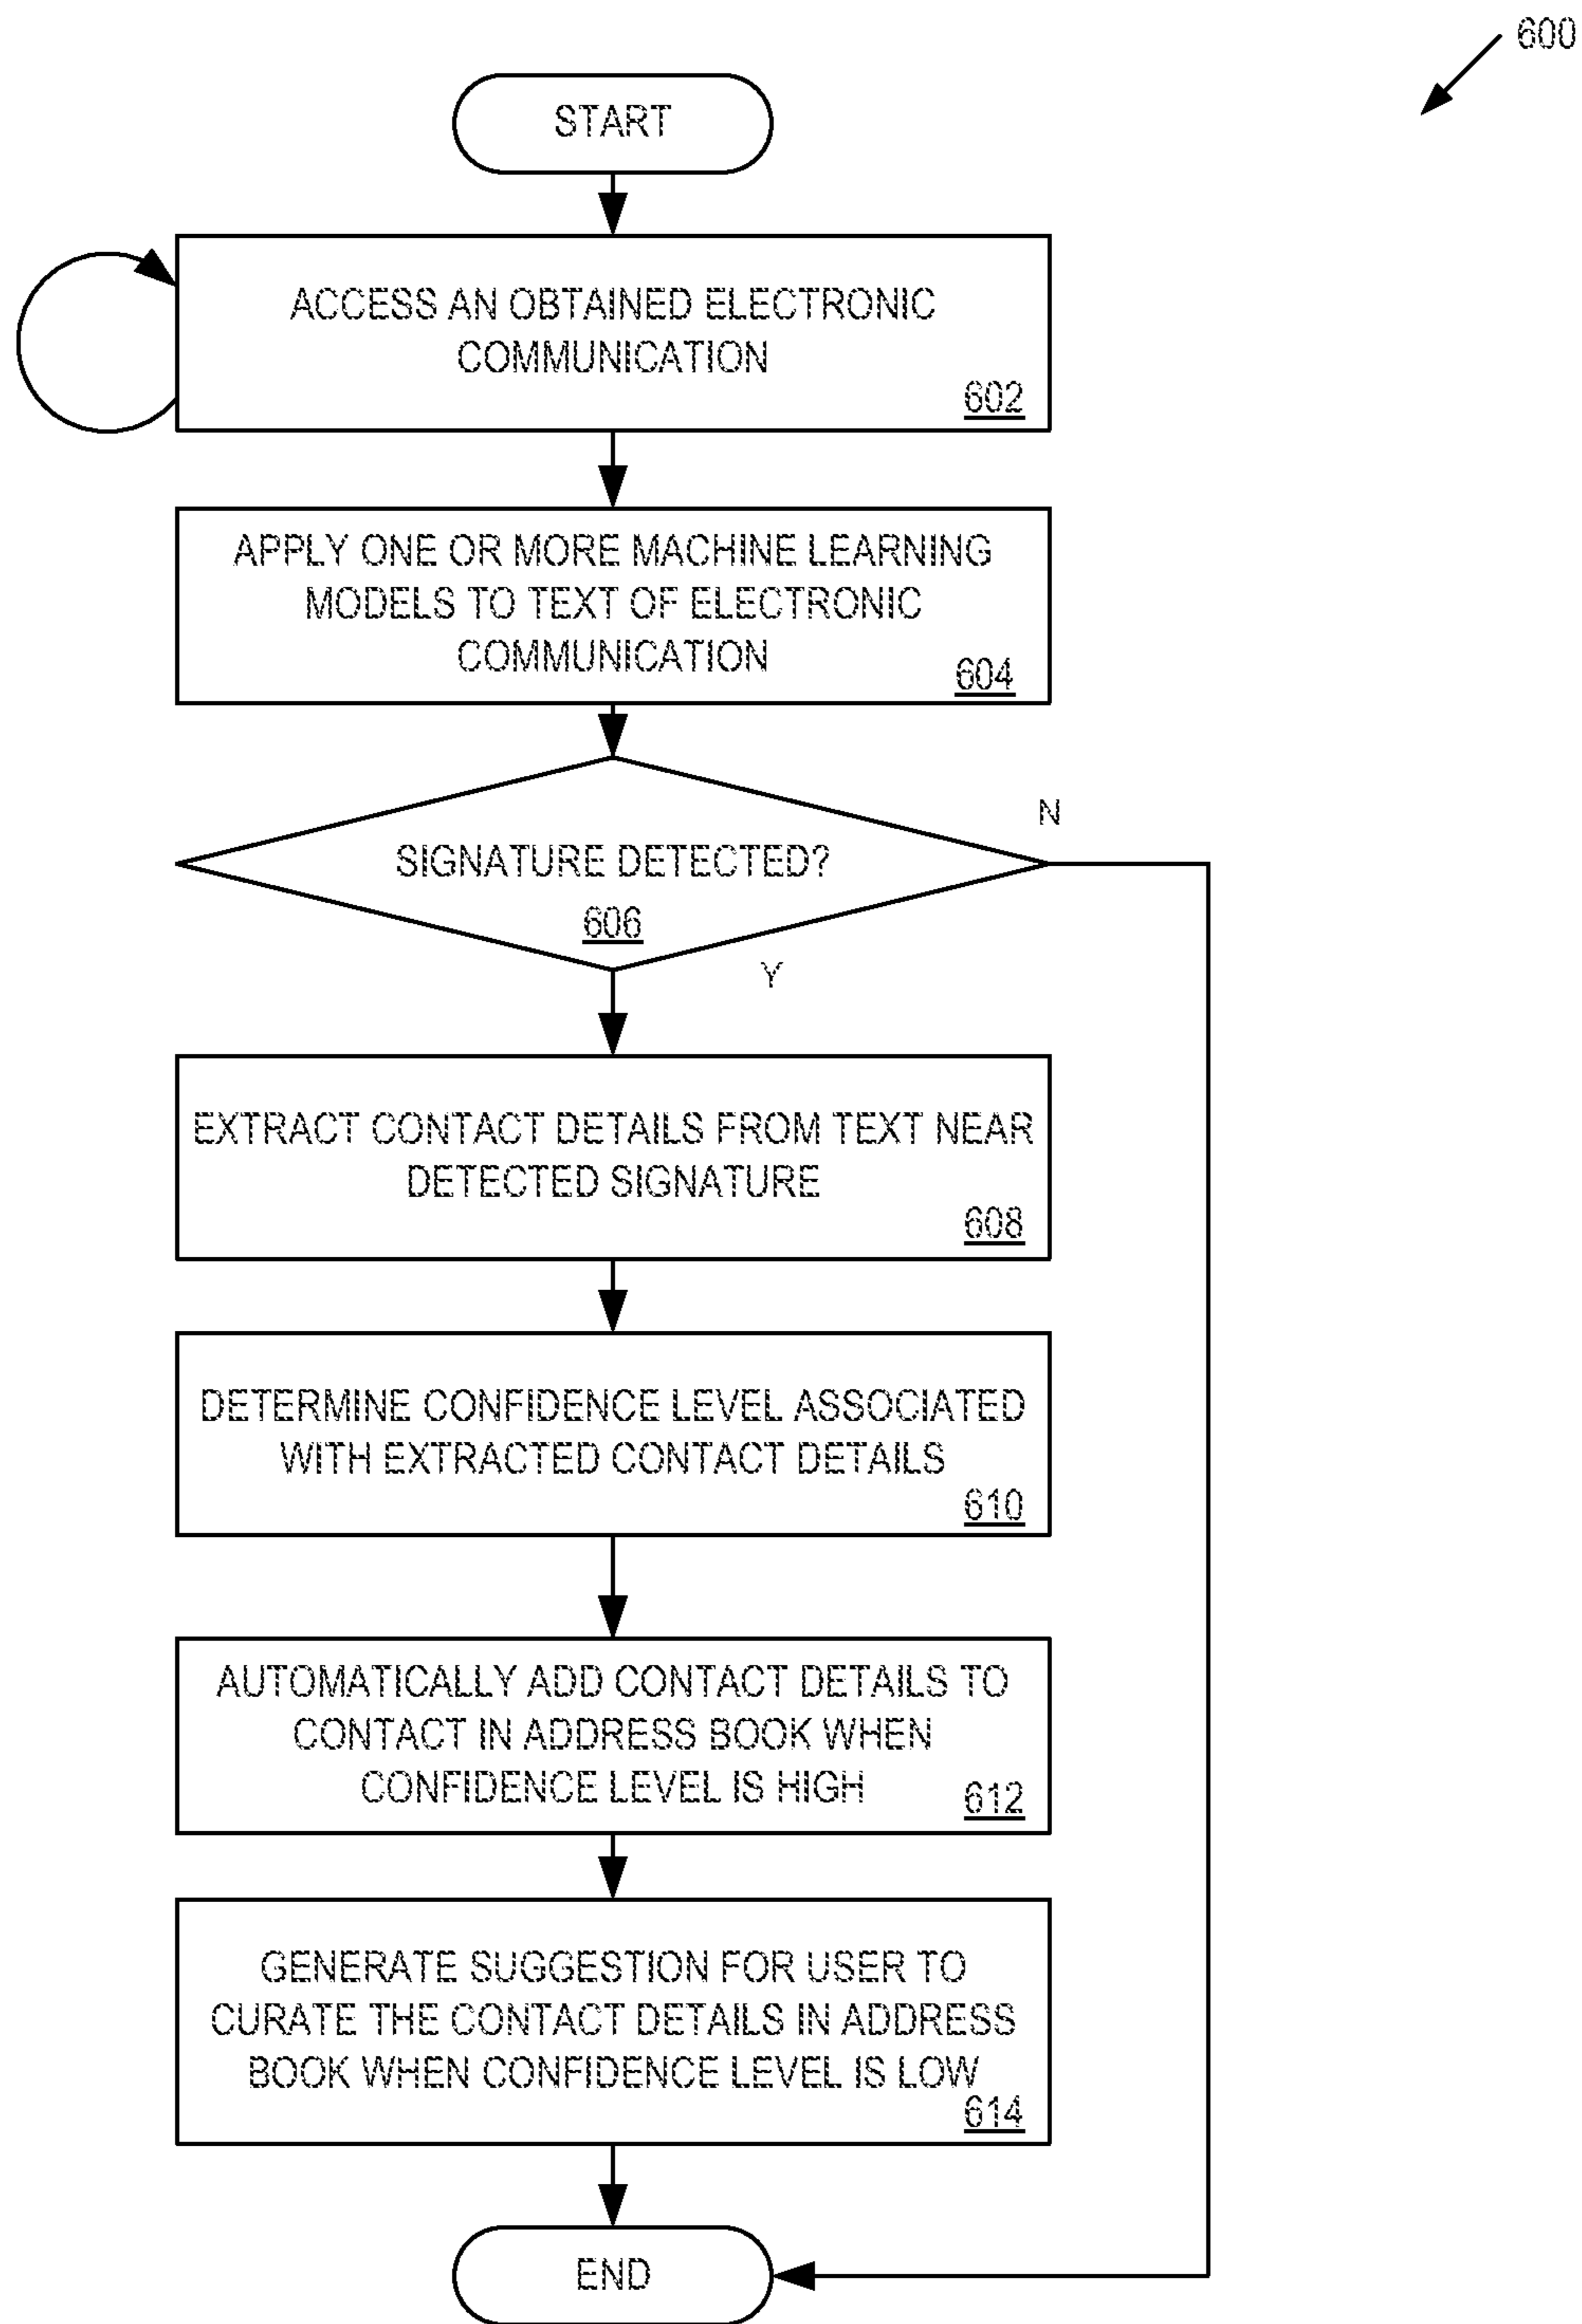 600
START
ACCESS AN OBTAINED ELECTRONIC
COMMUNICATION
602
APPLY ONE OR MORE MACHINE LEARNING
MODELS TO TEXT OF ELECTRONIC
COMMUNICATION
604
N
SIGNATURE DETECTED?
606
Y
EXTRACT CONTACT DETAILS FROM TEXT NEAR
DETECTED SIGNATURE
608
DETERMINE CONFIDENCE LEVEL ASSOCIATED
WITH EXTRACTED CONTACT DETAILS
610
AUTOMATICALLY ADD CONTACT DETAILS TO
CONTACT IN ADDRESS BOOK WHEN
CONFIDENCE LEVEL IS HIGH
612
GENERATE SUGGESTION FOR USER TO
CURATE THE CONTACT DETAILS IN ADDRESS
BOOK WHEN CONFIDENCE LEVEL IS LOW
614
END